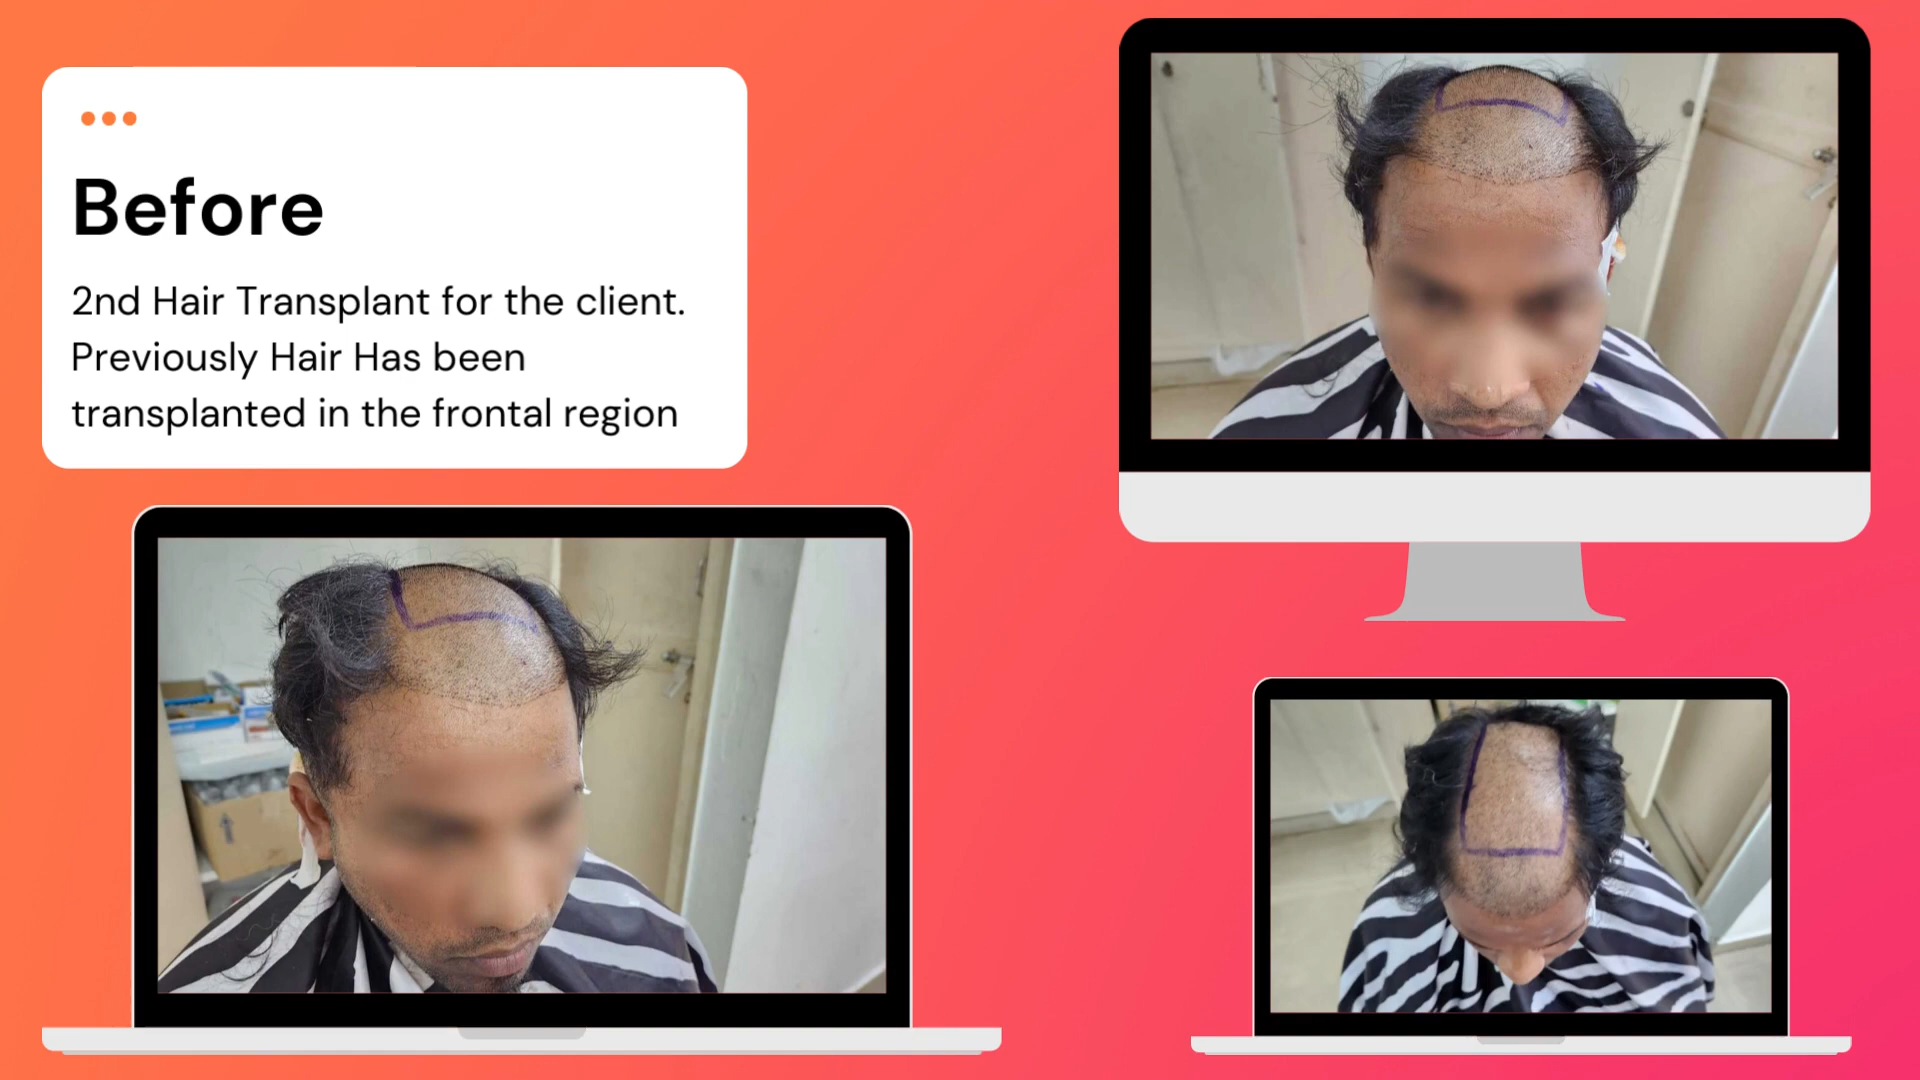 Before
2nd Hair Transplant for the client.
Previously Hair Has been
transplanted in the frontal region